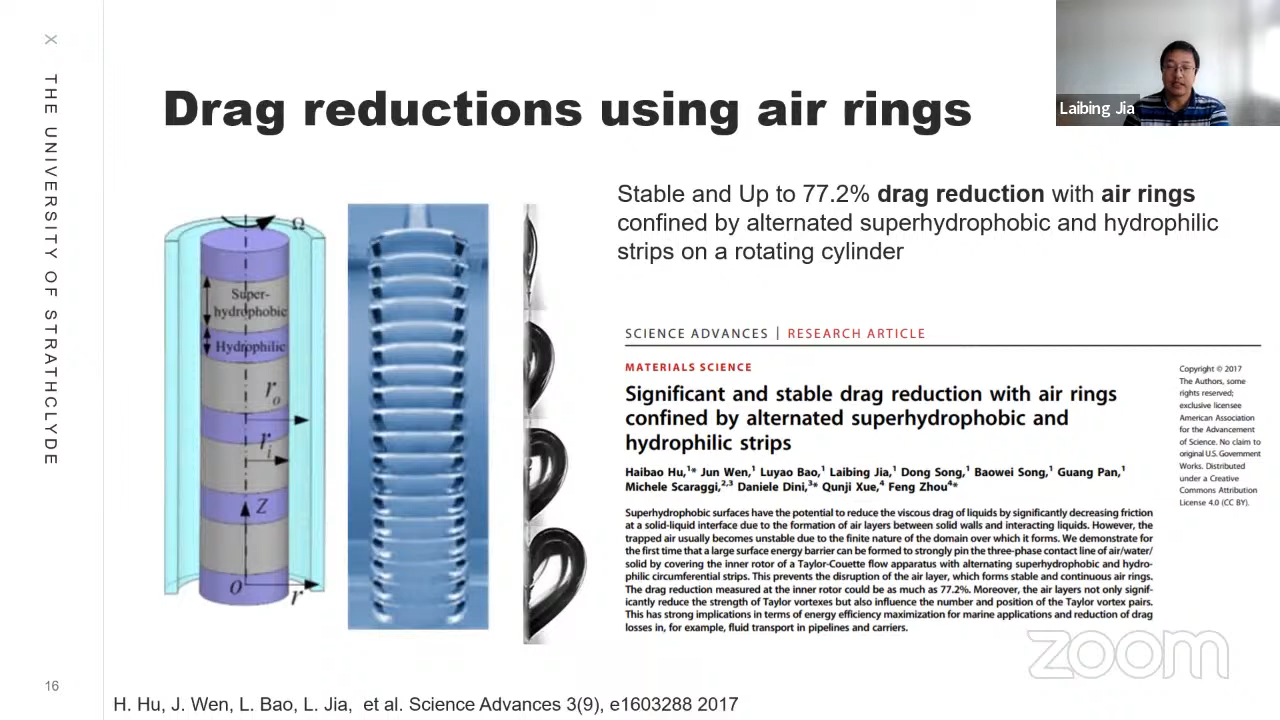 X THE UNIVERSITY OF STRATHCLYDE
Drag reductions using air rings
Laibing Jia
Stable and Up to 77.2% drag reduction with air rings
confined by alternated superhydrophobic and hydrophilic
strips on a rotating cylinder
Ω
Super-
hydrophobic
Hydrophilic
r_o
r_i
Z
O
r
SCIENCE ADVANCES | RESEARCH ARTICLE
MATERIALS SCIENCE
Significant and stable drag reduction with air rings
confined by alternated superhydrophobic and
hydrophilic strips
Haibao Hu,¹* Jun Wen,¹ Luyao Bao,¹ Laibing Jia,¹ Dong Song,¹ Baowei Song,¹ Guang Pan,¹
Michele Scaraggi,²,³ Daniele Dini,³* Qunji Xue,⁴ Feng Zhou⁴*
Superhydrophobic surfaces have the potential to reduce the viscous drag of liquids by significantly decreasing friction
at a solid-liquid interface due to the formation of air layers between solid walls and interacting liquids. However, the
trapped air usually becomes unstable due to the finite nature of the domain over which it forms. We demonstrate for
the first time that a large surface energy barrier can be formed to strongly pin the three-phase contact line of air/water/
solid by covering the inner rotor of a Taylor-Couette flow apparatus with alternating superhydrophobic and hydro-
philic circumferential strips. This prevents the disruption of the air layer, which forms stable and continuous air rings.
The drag reduction measured at the inner rotor could be as much as 77.2%. Moreover, the air layers not only signif-
icantly reduce the strength of Taylor vortexes but also influence the number and position of the Taylor vortex pairs.
This has strong implications in terms of energy efficiency maximization for marine applications and reduction of drag
losses in, for example, fluid transport in pipelines and carriers.
Copyright © 2017
The Authors, some
rights reserved;
exclusive licensee
American Association
for the Advancement
of Science. No claim to
original U.S. Government
Works. Distributed
under a Creative
Commons Attribution
License 4.0 (CC BY).
zoom
16
H. Hu, J. Wen, L. Bao, L. Jia, et al. Science Advances 3(9), e1603288 2017